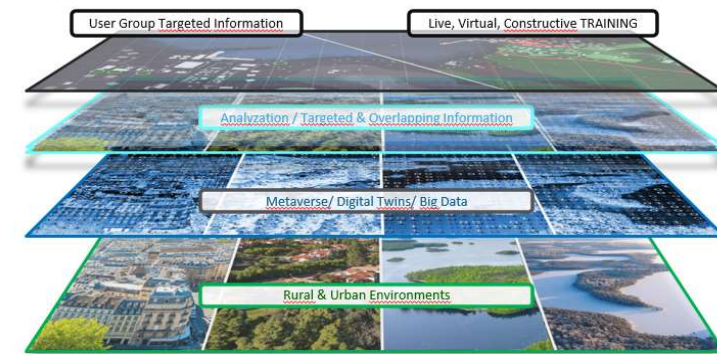 User Group Targeted Information
Live, Virtual, Constructive TRAINING
Analyzation / Targeted & Overlapping Information
Metaverse/ Digital Twins/ Big Data
Rural & Urban Environments